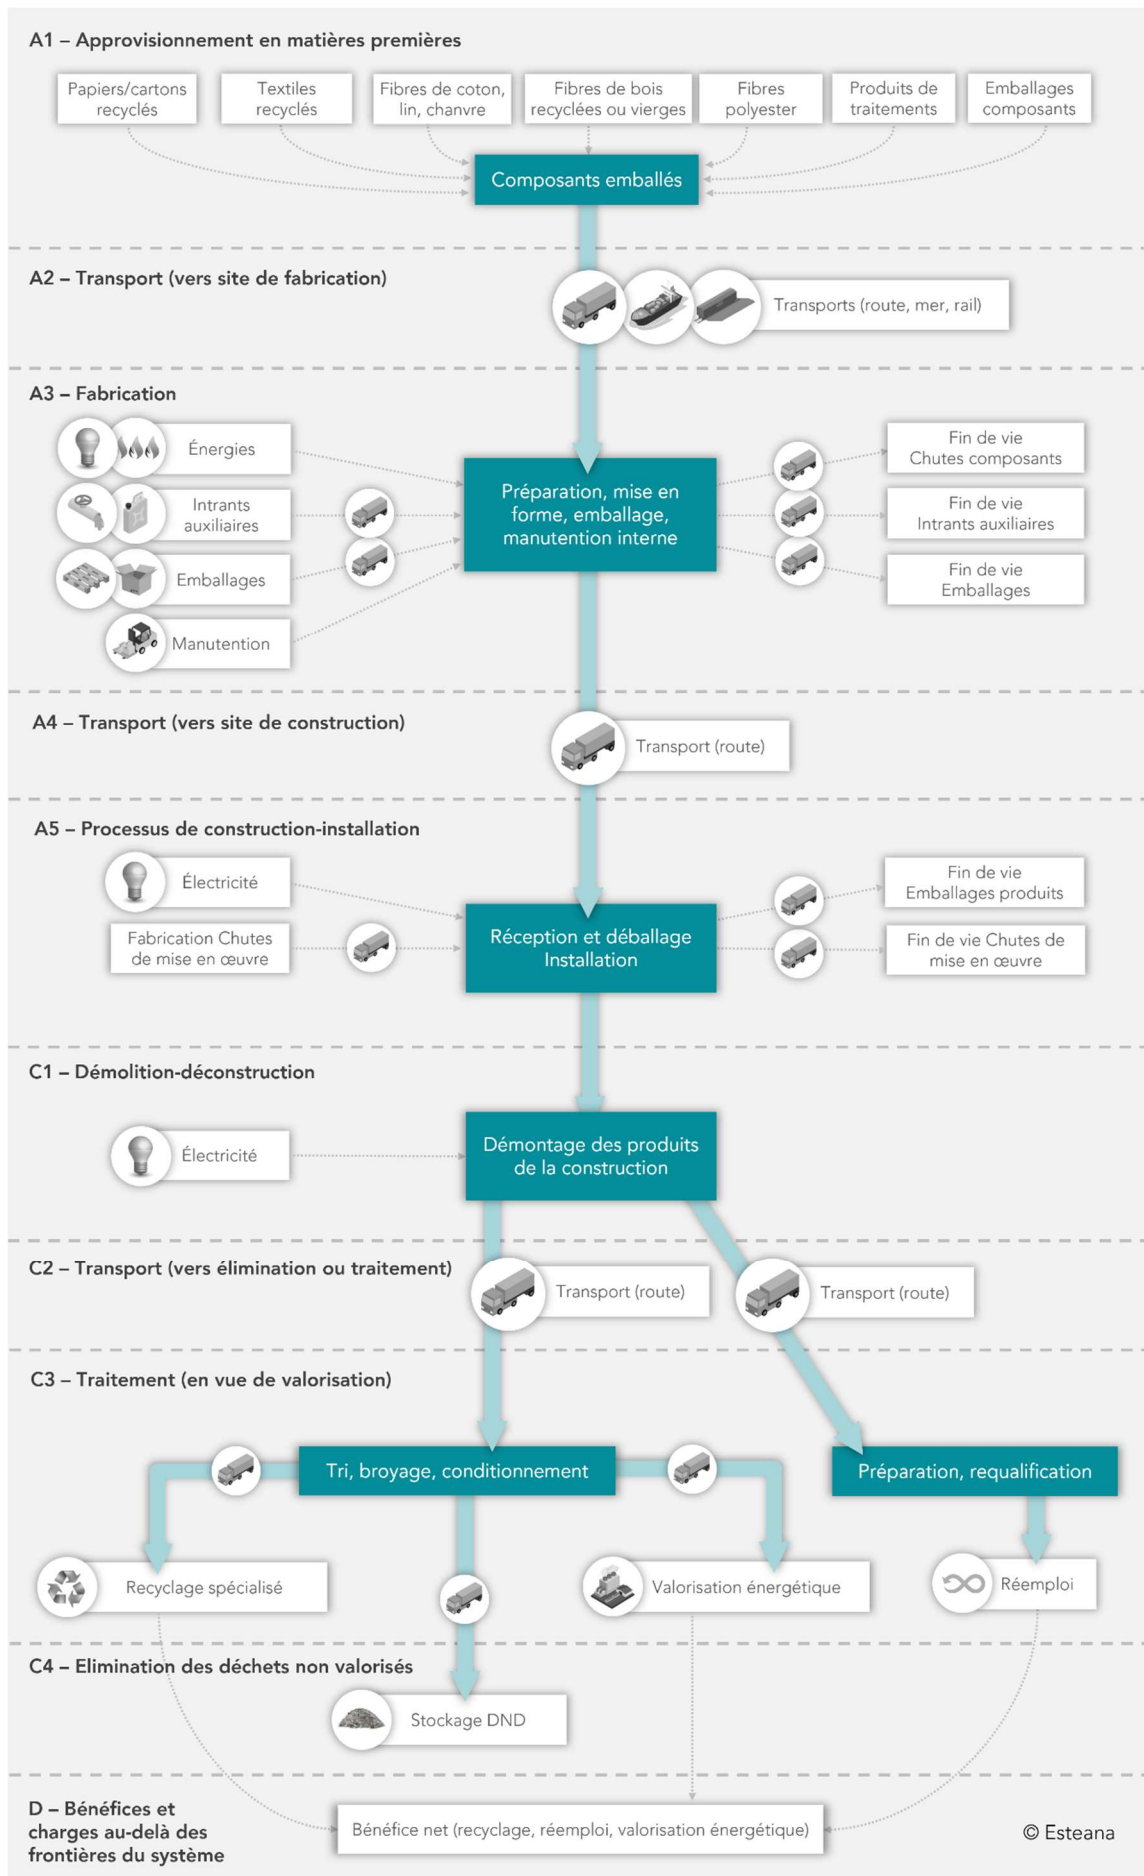 A1 – Approvisionnement en matières premières
Papiers/cartons
recyclés
Textiles
recyclés
Fibres de coton,
lin, chanvre
Fibres de bois
recyclées ou vierges
Fibres
polyester
Produits de
traitements
Emballages
composants
Composants emballés
A2 – Transport (vers site de fabrication)
Transports (route, mer, rail)
A3 – Fabrication
Énergies
Intrants
auxiliaires
Emballages
Manutention
Préparation, mise en
forme, emballage,
manutention interne
Fin de vie
Chutes composants
Fin de vie
Intrants auxiliaires
Fin de vie
Emballages
A4 – Transport (vers site de construction)
Transport (route)
A5 – Processus de construction-installation
Électricité
Fabrication Chutes
de mise en œuvre
Réception et déballage
Installation
Fin de vie
Emballages produits
Fin de vie Chutes de
mise en œuvre
C1 – Démolition-déconstruction
Électricité
Démontage des produits
de la construction
C2 – Transport (vers élimination ou traitement)
Transport (route)
Transport (route)
C3 – Traitement (en vue de valorisation)
Tri, broyage, conditionnement
Préparation, requalification
Recyclage spécialisé
Valorisation énergétique
Réemploi
C4 – Elimination des déchets non valorisés
Stockage DND
D – Bénéfices et
charges au-delà des
frontières du système
Bénéfice net (recyclage, réemploi, valorisation énergétique)
© Esteana